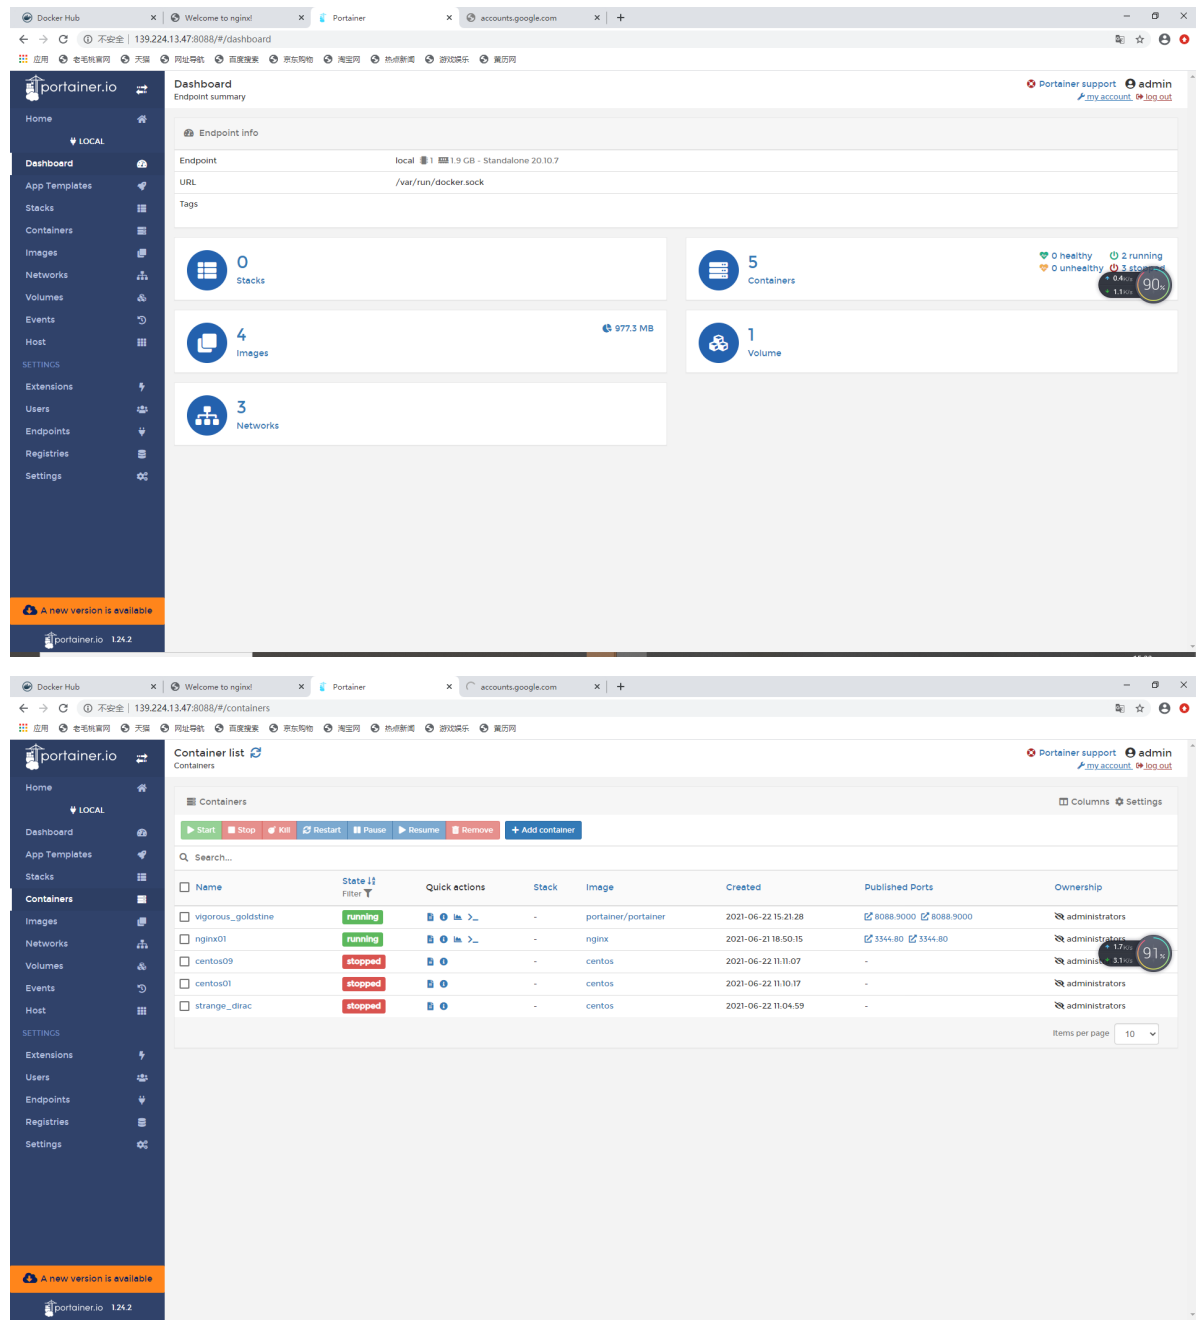 Docker Hub × Welcome to nginx! × Portainer × accounts.google.com × +
不安全 | 139.224.13.47:8088/#/dashboard
应用 老毛桃官网 天猫 网址导航 百度搜索 京东购物 淘宝网 热点新闻 游戏娱乐 黄历网
portainer.io
Dashboard
Endpoint summary
Portainer support admin
my account log out
Home
LOCAL
Dashboard
App Templates
Stacks
Containers
Images
Networks
Volumes
Events
Host
SETTINGS
Extensions
Users
Endpoints
Registries
Settings
A new version is available
portainer.io 1.24.2
Endpoint info
Endpoint local 1 1.9 GB - Standalone 20.10.7
URL /var/run/docker.sock
Tags
0
Stacks
5
Containers
0 healthy 2 running
0 unhealthy 3 stopped
0.4K/s
1.1K/s
90%
4
Images
977.3 MB
1
Volume
3
Networks
Docker Hub × Welcome to nginx! × Portainer × accounts.google.com × +
不安全 | 139.224.13.47:8088/#/containers
应用 老毛桃官网 天猫 网址导航 百度搜索 京东购物 淘宝网 热点新闻 游戏娱乐 黄历网
portainer.io
Container list
Containers
Portainer support admin
my account log out
Home
LOCAL
Dashboard
App Templates
Stacks
Containers
Images
Networks
Volumes
Events
Host
SETTINGS
Extensions
Users
Endpoints
Registries
Settings
A new version is available
portainer.io 1.24.2
Containers
Columns Settings
Start Stop Kill Restart Pause Resume Remove + Add container
Search...
Name State Filter Quick actions Stack Image Created Published Ports Ownership
vigorous_goldstine running >_ - portainer/portainer 2021-06-22 15:21:28 8088:9000 8088:9000 administrators
nginx01 running >_ - nginx 2021-06-21 18:50:15 3344:80 3344:80 administrators
centos09 stopped - centos 2021-06-22 11:11:07 - administ
centos01 stopped - centos 2021-06-22 11:10:17 - administrators
strange_dirac stopped - centos 2021-06-22 11:04:59 - administrators
1.7K/s
3.1K/s
91%
Items per page 10